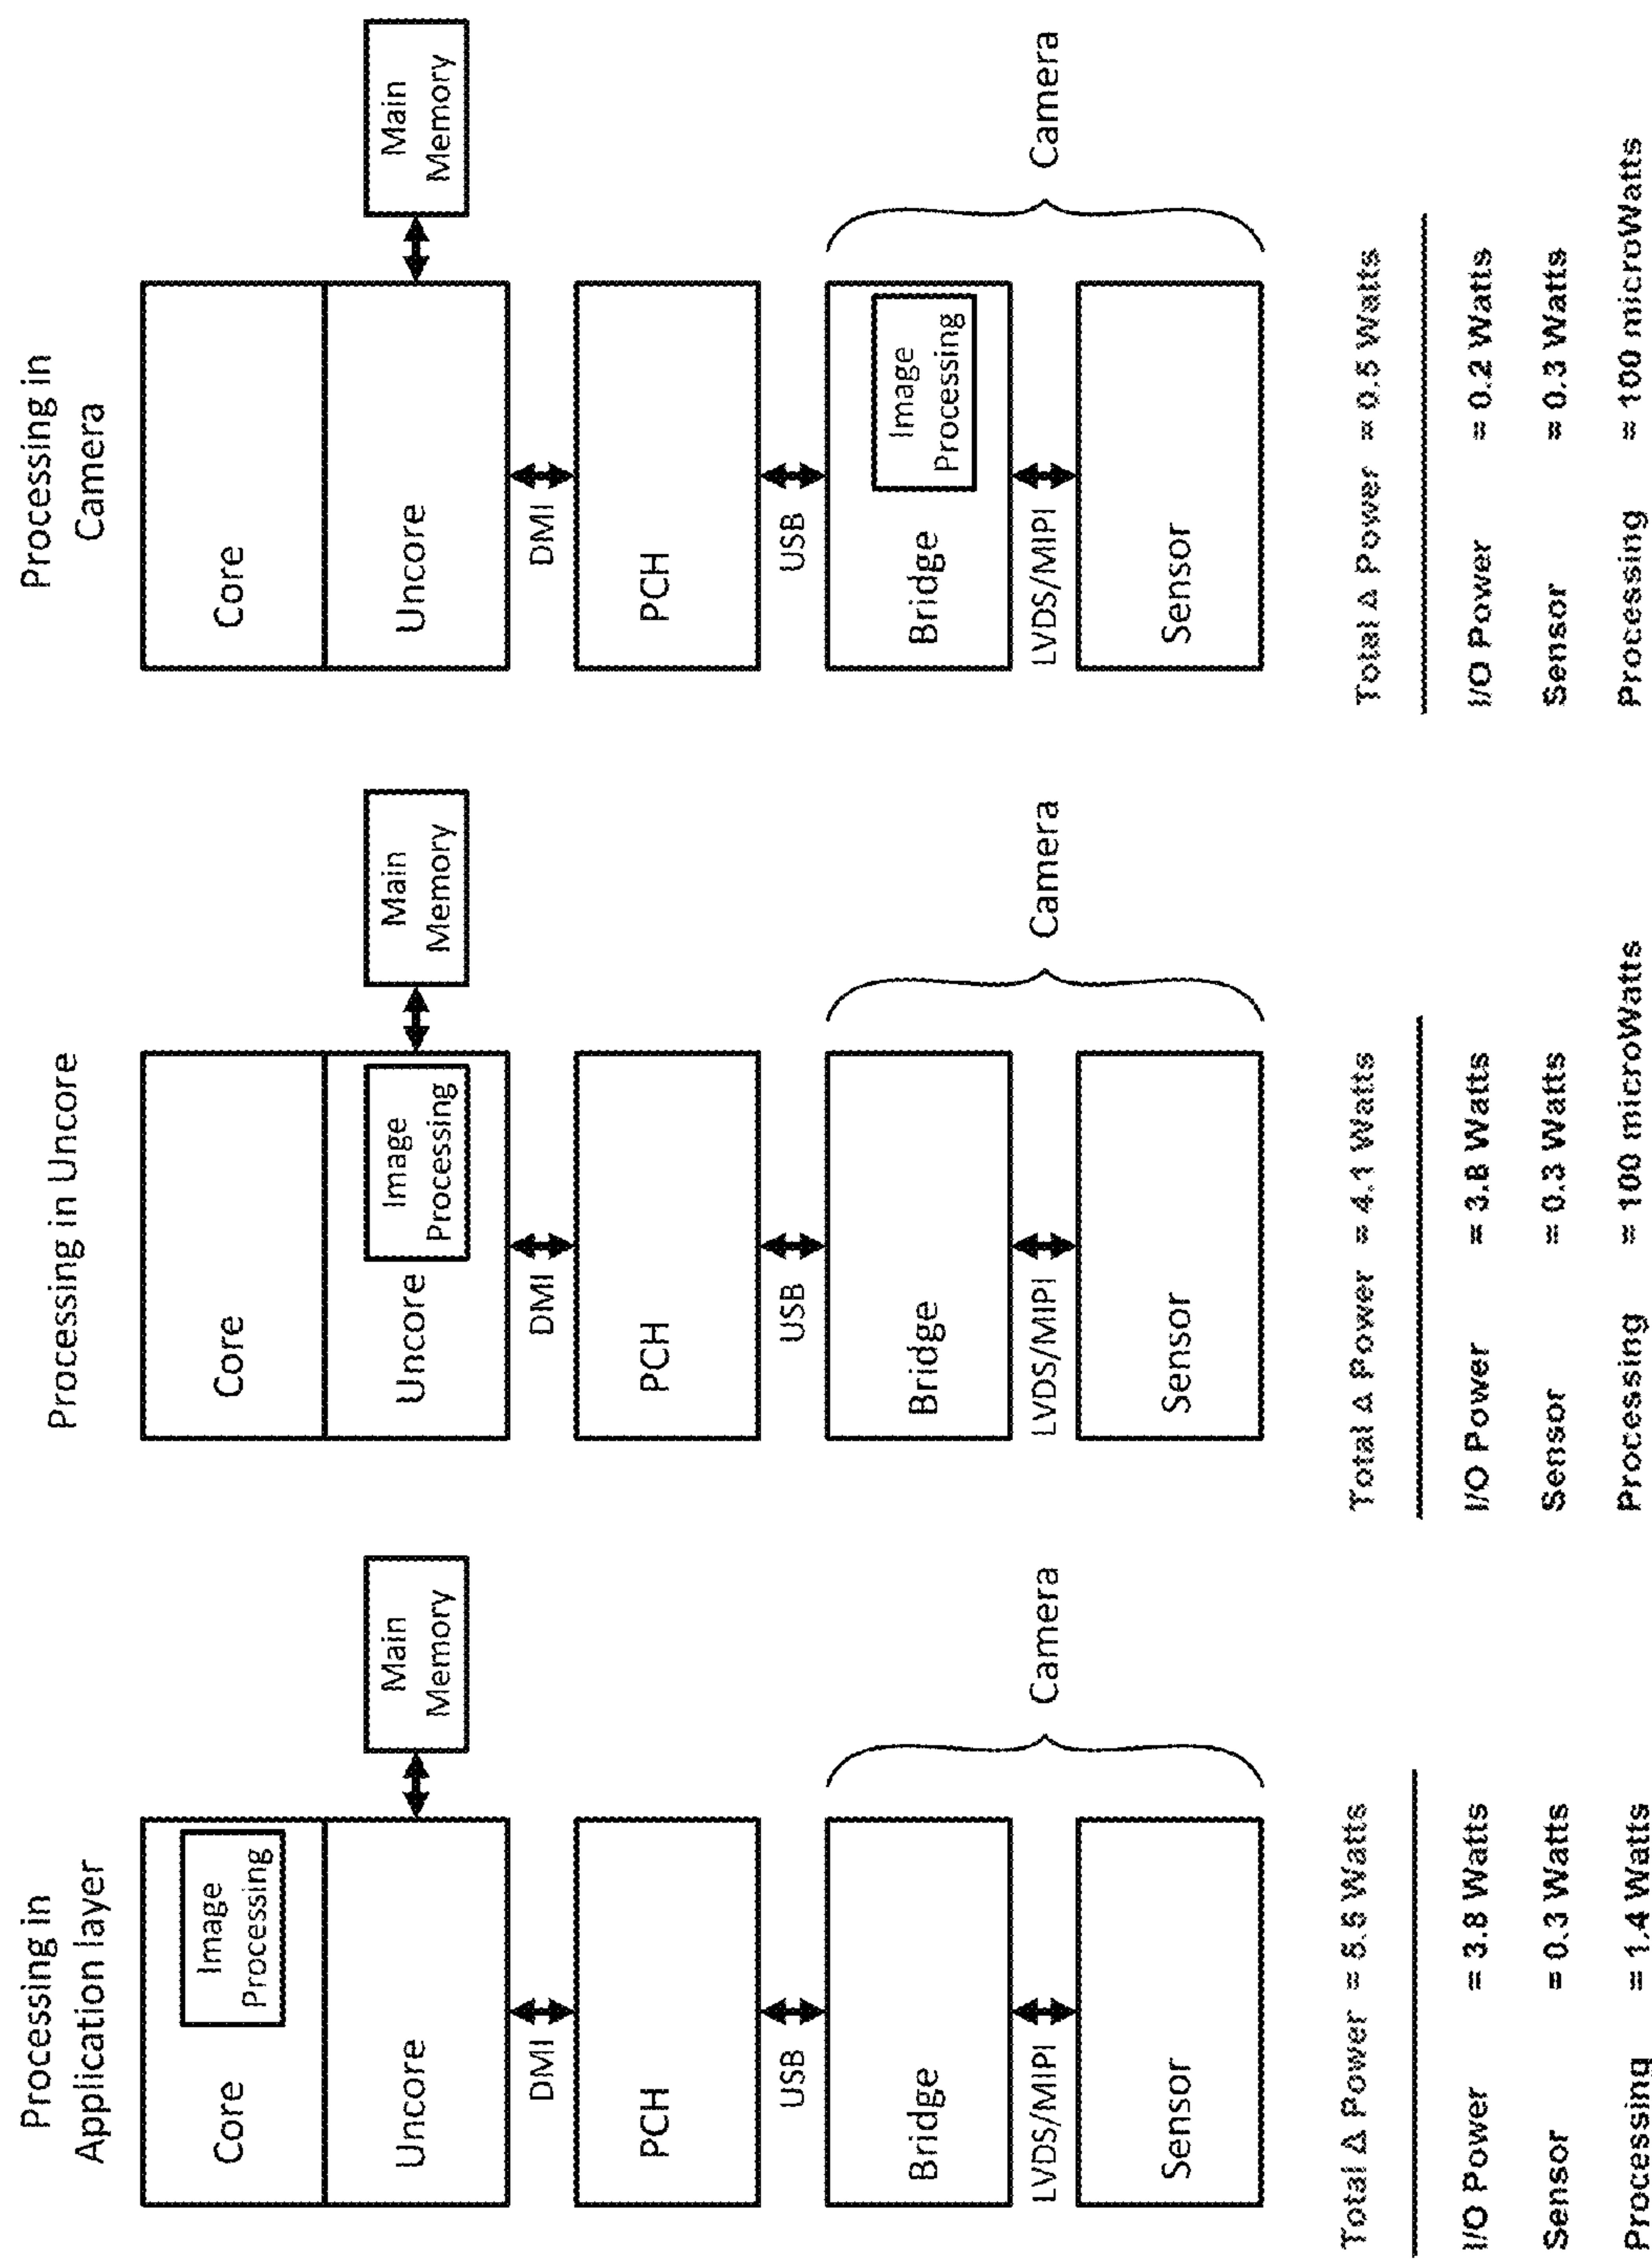 Processing in
Application layer
Core
Image
Processing
Uncore
Main
Memory
DMI
PCH
USB
Bridge
LVDS/MIPI
Sensor
Camera
Total Δ Power = 5.5 Watts
I/O Power = 3.8 Watts
Sensor = 0.3 Watts
Processing = 1.4 Watts
Processing in Uncore
Core
Uncore
Image
Processing
Main
Memory
DMI
PCH
USB
Bridge
LVDS/MIPI
Sensor
Camera
Total Δ Power = 4.1 Watts
I/O Power = 3.8 Watts
Sensor = 0.3 Watts
Processing = 100 microWatts
Processing in
Camera
Core
Uncore
Main
Memory
DMI
PCH
USB
Bridge
Image
Processing
LVDS/MIPI
Sensor
Camera
Total Δ Power = 0.5 Watts
I/O Power = 0.2 Watts
Sensor = 0.3 Watts
Processing = 100 microWatts